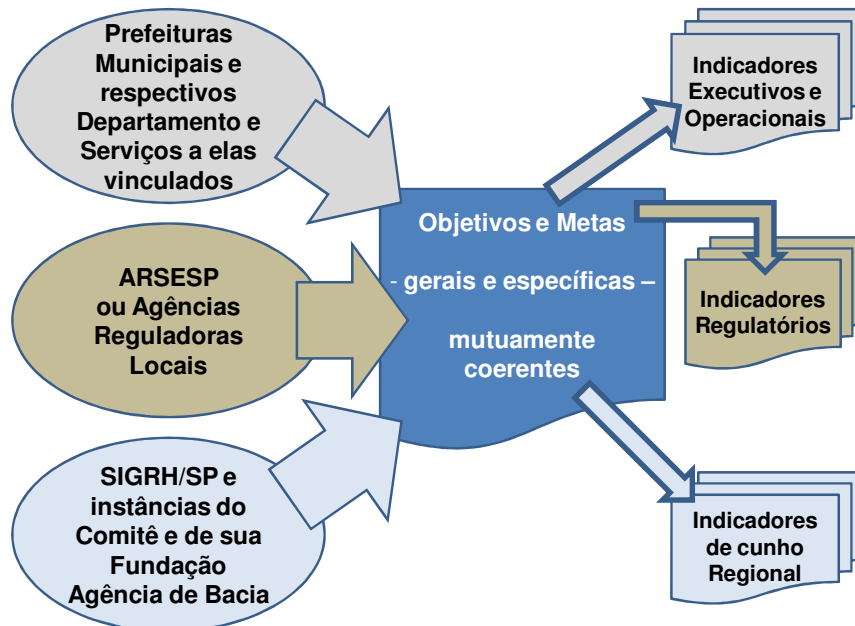 Prefeituras
Municipais e
respectivos
Departamento e
Serviços a elas
vinculados
ARSESP
ou Agências
Reguladoras
Locais
SIGRH/SP e
instâncias do
Comitê e de sua
Fundação
Agência de Bacia
Objetivos e Metas
- gerais e específicas –
mutuamente
coerentes
Indicadores
Executivos e
Operacionais
Indicadores
Regulatórios
Indicadores
de cunho
Regional